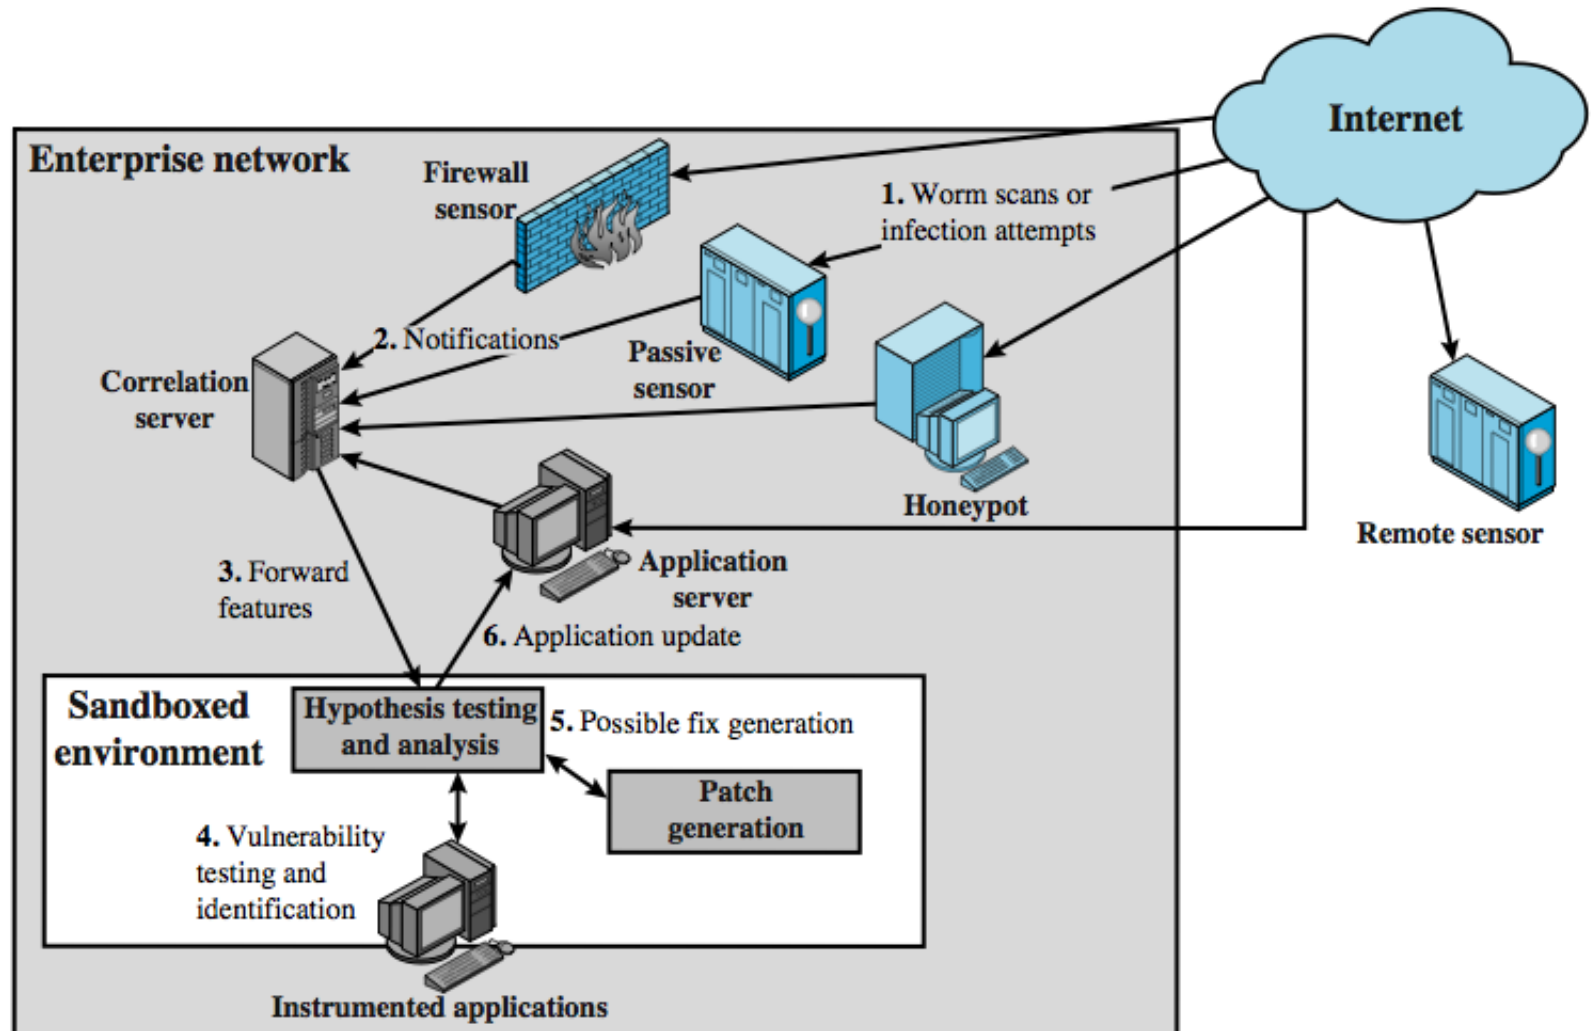 Internet
Enterprise network
Firewall
sensor
1. Worm scans or
infection attempts
2. Notifications
Passive
sensor
Correlation
server
Honeypot
Remote sensor
3. Forward
features
Application
server
6. Application update
Sandboxed
environment
Hypothesis testing
and analysis
5. Possible fix generation
Patch
generation
4. Vulnerability
testing and
identification
Instrumented applications